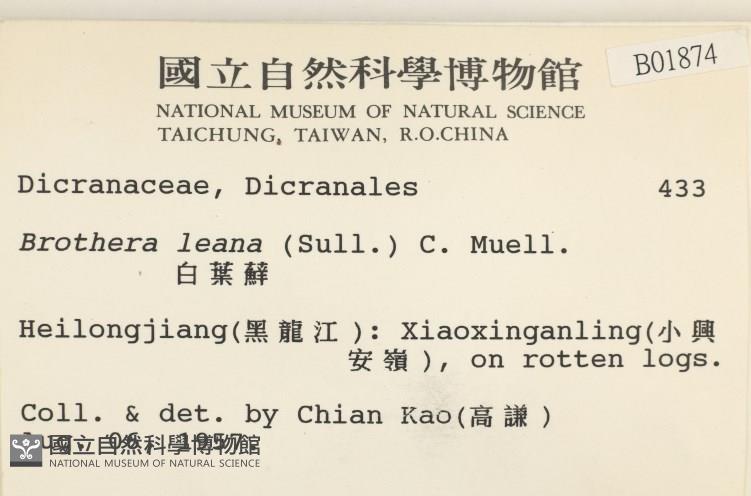 國立自然科學博物館
B01874
NATIONAL MUSEUM OF NATURAL SCIENCE
TAICHUNG, TAIWAN, R.O.CHINA
Dicranaceae, Dicranales 433
Brothera leana (Sull.) C. Muell.
白葉蘚
Heilongjiang(黑龍江): Xiaoxinganling(小興
安嶺), on rotten logs.
Coll. & det. by Chian Kao(高謙)
1957.
國立自然科學博物館
NATIONAL MUSEUM OF NATURAL SCIENCE